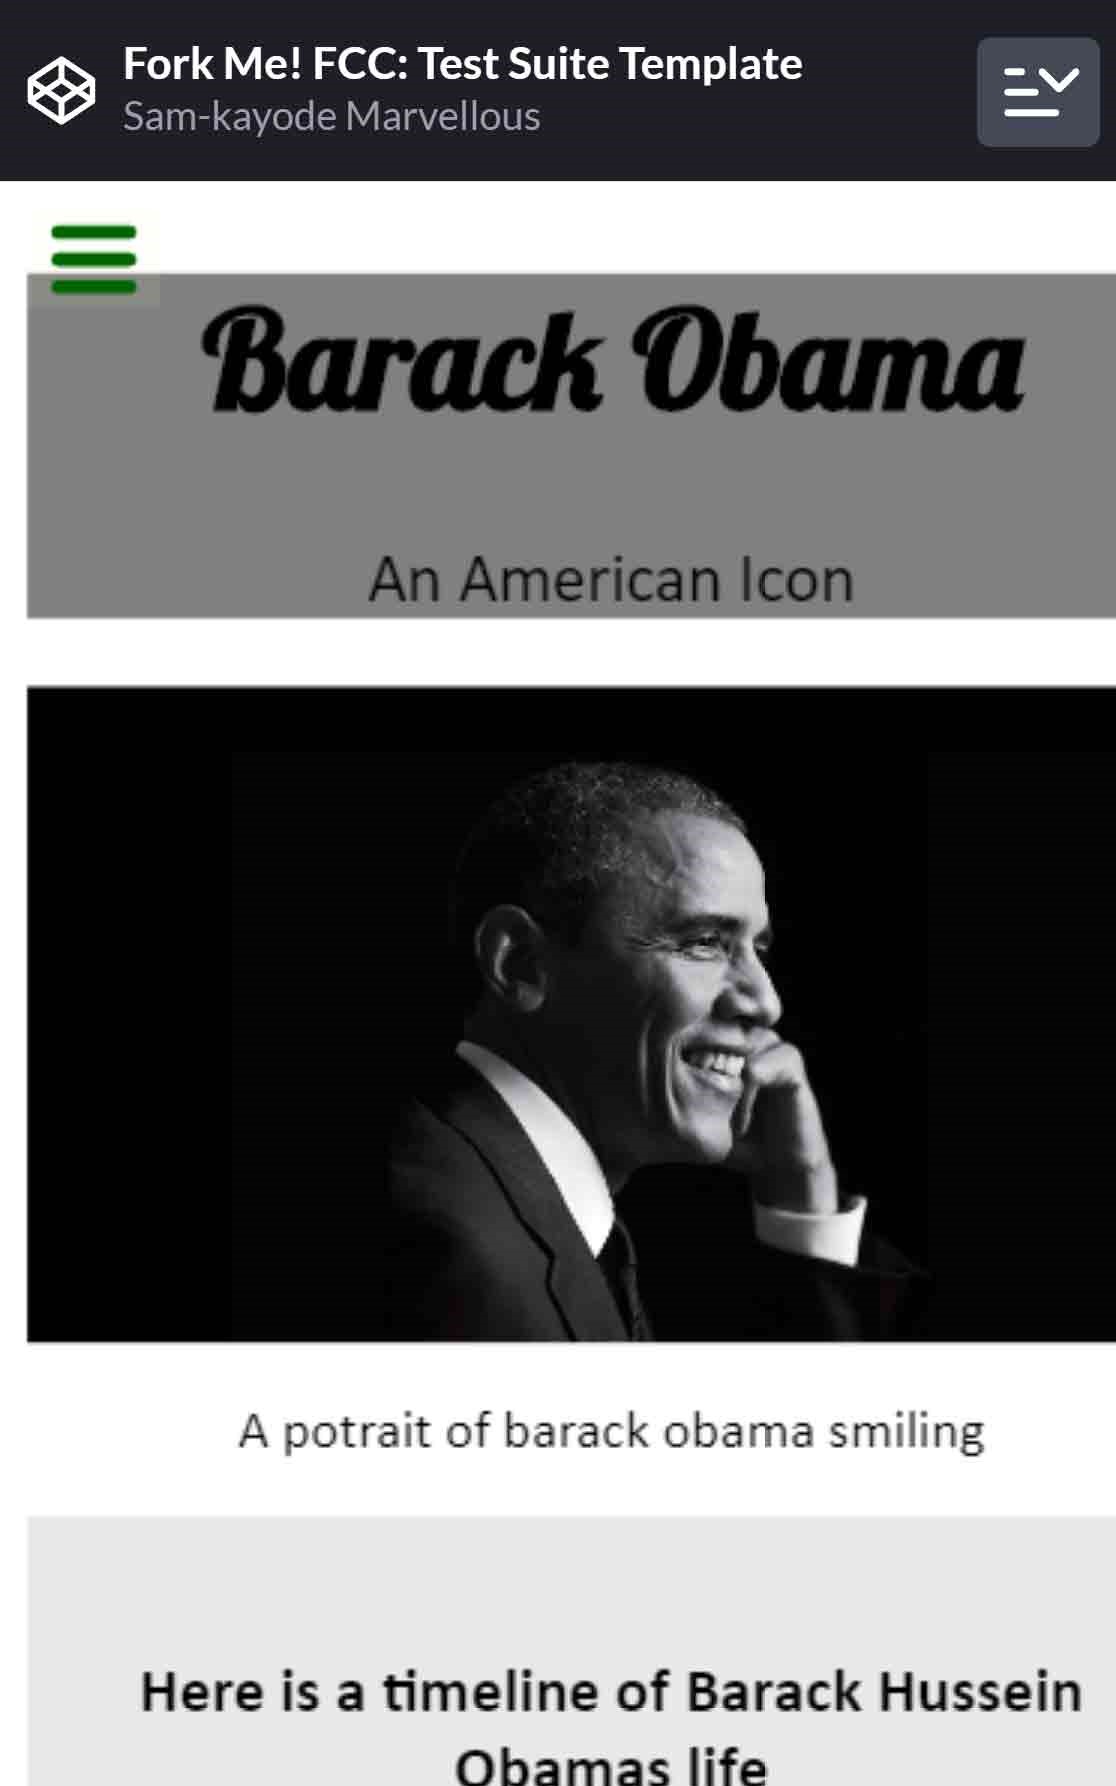 Fork Me! FCC: Test Suite Template
Sam-kayode Marvellous
Barack Obama
An American Icon
A potrait of barack obama smiling
Here is a timeline of Barack Hussein
Obamas life